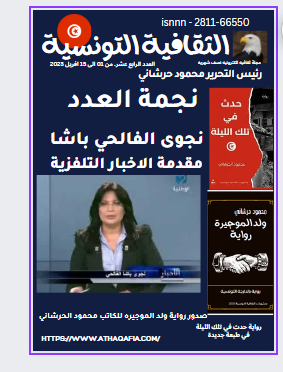 isnnn - 2811-66550
الثقافية التونسية
مجلة ثقافية الكترونية نصف شهرية
العدد الرابع عشر. من 01 الى 15 افريل 2023
رئيس التحرير محمود حرشاني
نجمة العدد
نجوى الفالحي باشا
مقدمة الاخبار التلفزية
حدث
في
تلك الليلة
الوطنية
نجوى باشا الفالحي
الأخبار
محمود حرشاني
ولد الموجيرة
رواية
صدور رواية ولد الموجيره للكاتب محمود الحرشاني
رواية حدث في تلك الليلة
في طبعة جديدة
HTTPS://WWW.ATHAQAFIA.COM/